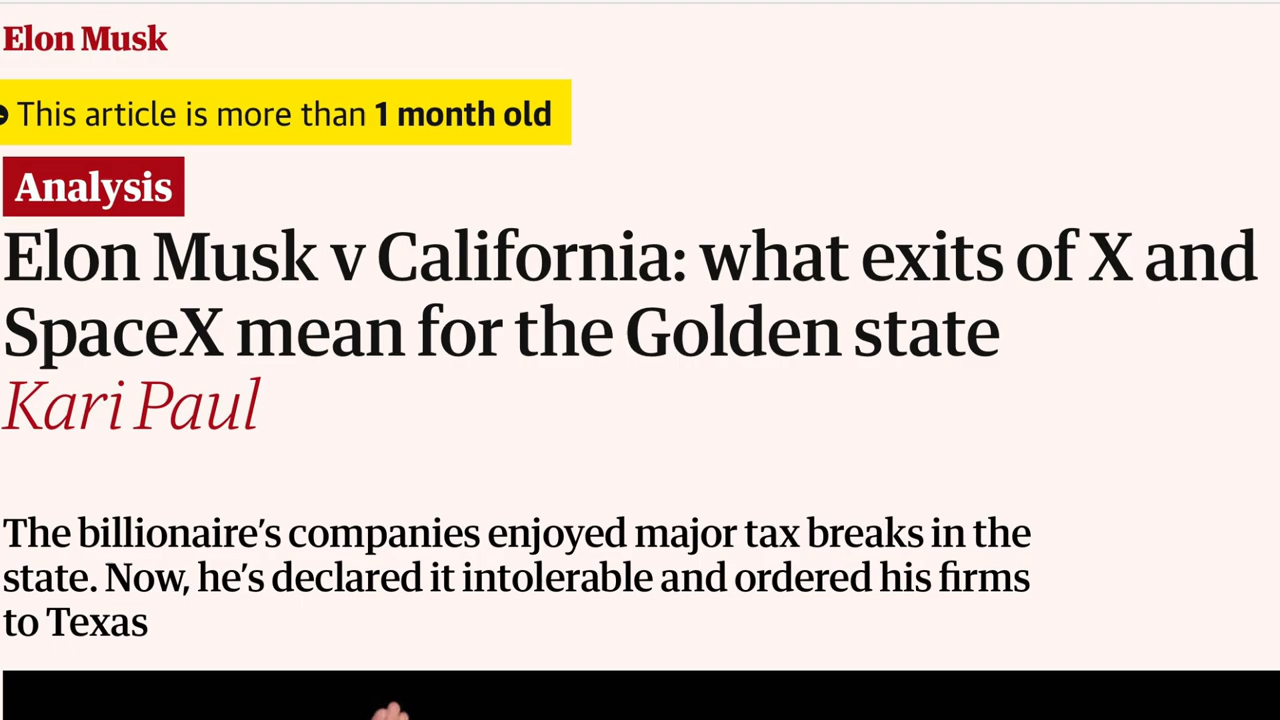 Elon Musk
This article is more than 1 month old
Analysis
Elon Musk v California: what exits of X and
SpaceX mean for the Golden state
Kari Paul
The billionaire’s companies enjoyed major tax breaks in the
state. Now, he’s declared it intolerable and ordered his firms
to Texas